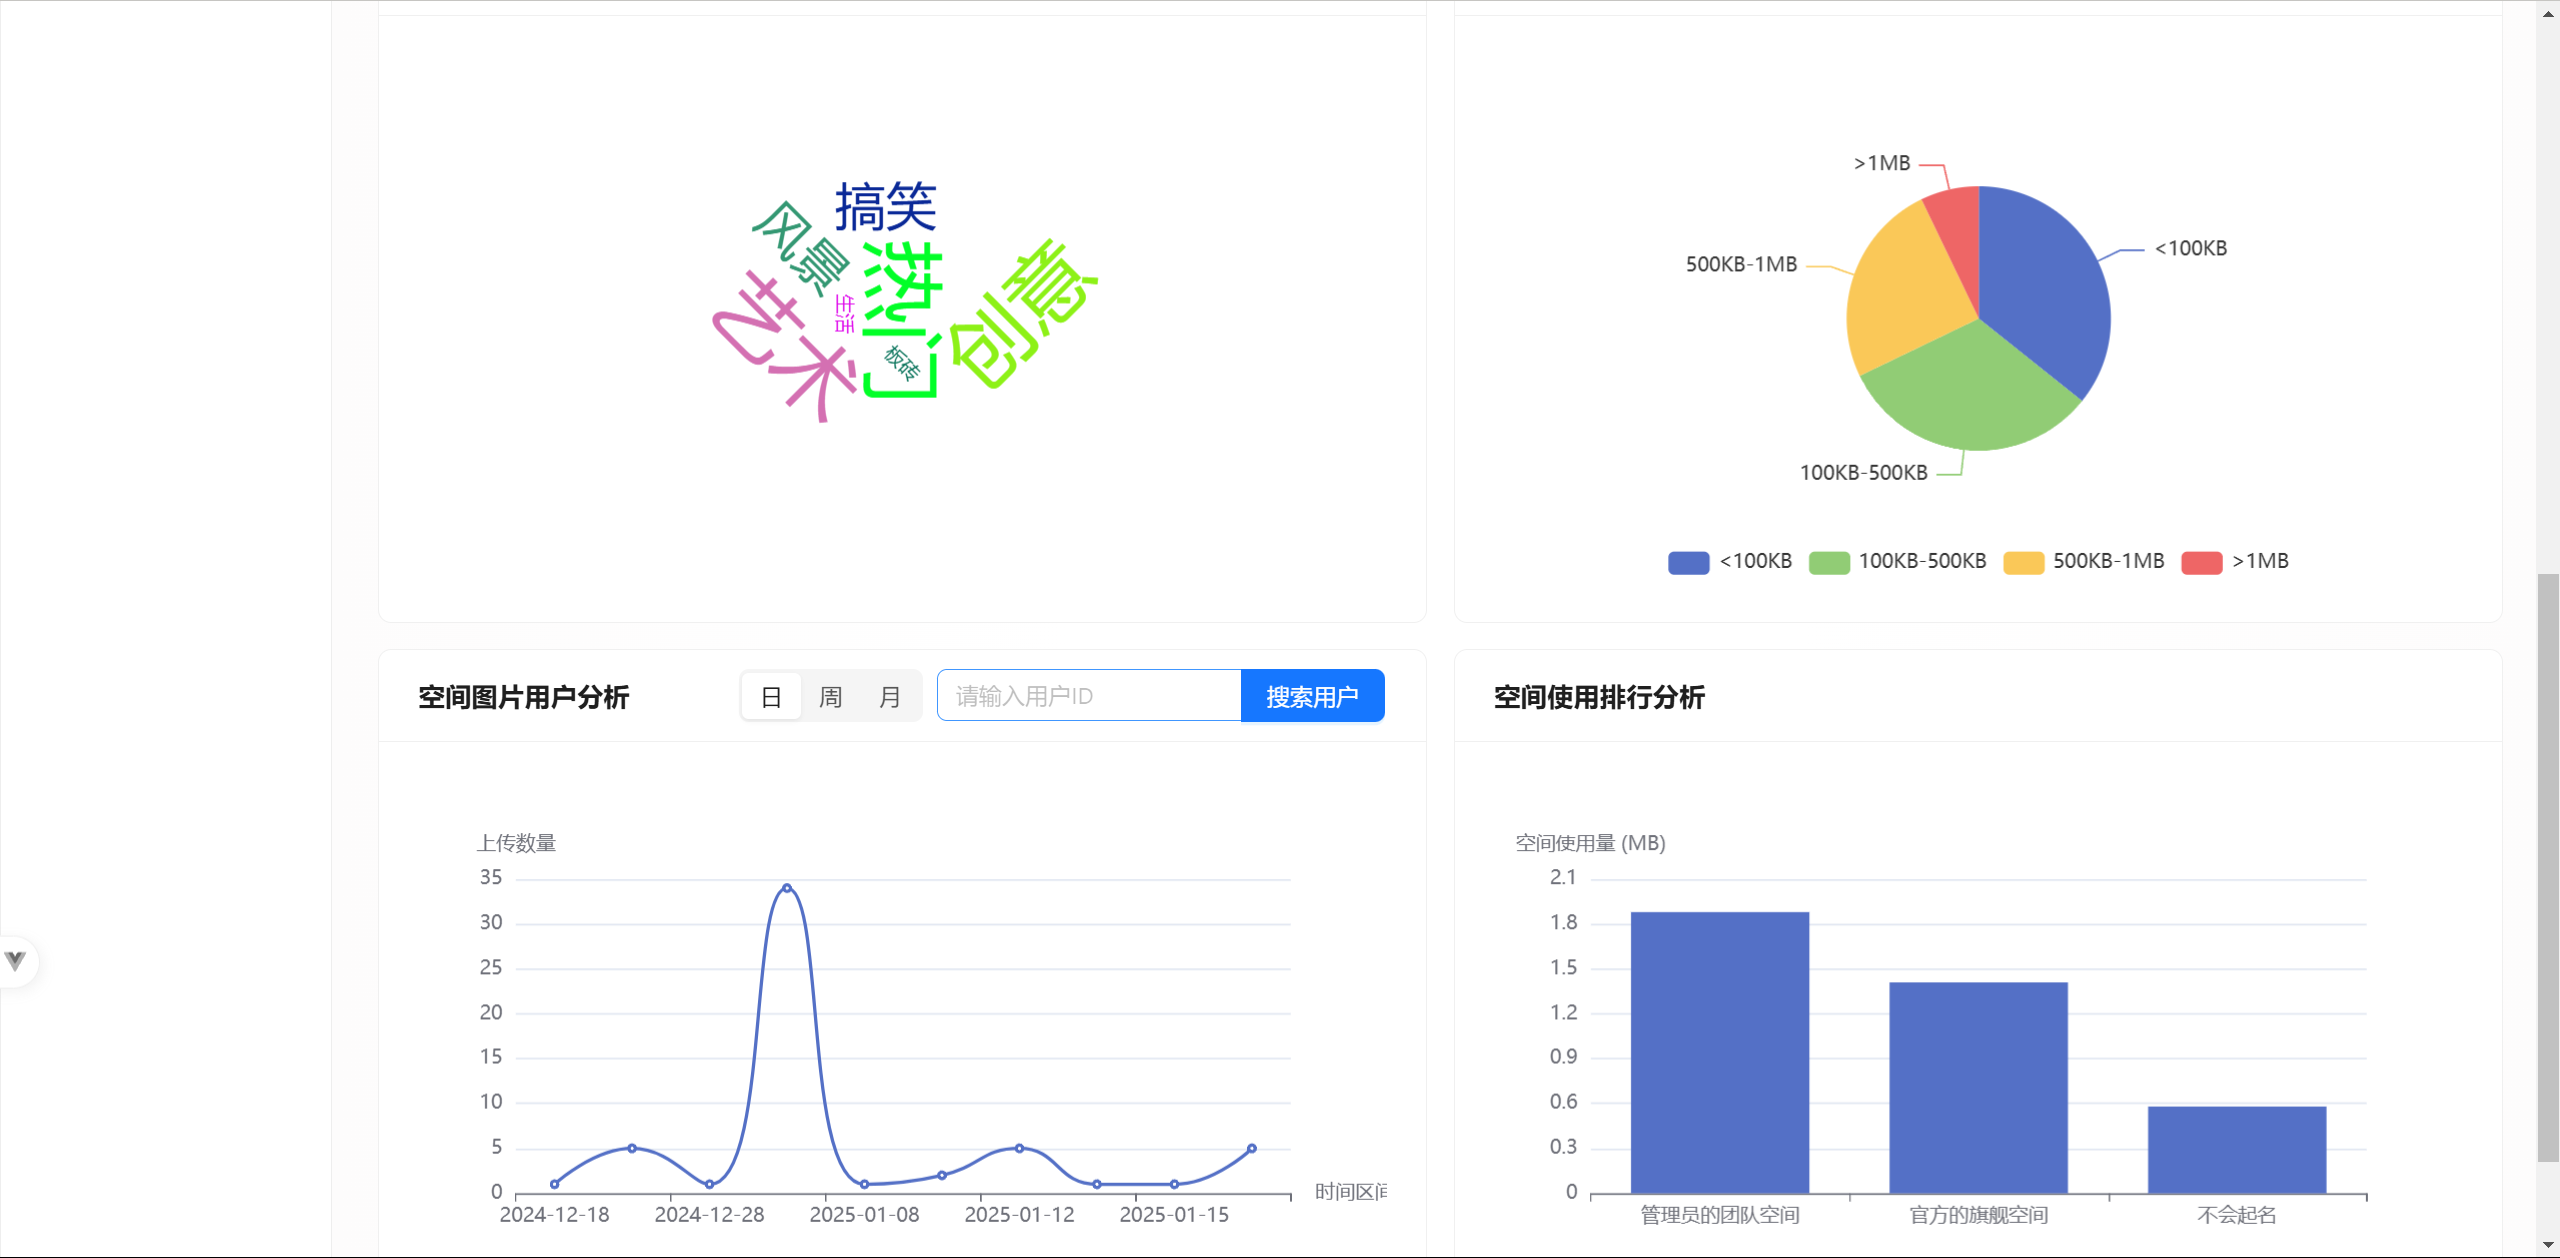 搞笑
风景
热门
创意
艺术
生活
板砖
>1MB
<100KB
500KB-1MB
100KB-500KB
<100KB 100KB-500KB 500KB-1MB >1MB
空间图片用户分析 日 周 月 请输入用户ID 搜索用户
上传数量
35
30
25
20
15
10
5
0
时间区间
2024-12-18 2024-12-28 2025-01-08 2025-01-12 2025-01-15
空间使用排行分析
空间使用量 (MB)
2.1
1.8
1.5
1.2
0.9
0.6
0.3
0
管理员的团队空间 官方的旗舰空间 不会起名